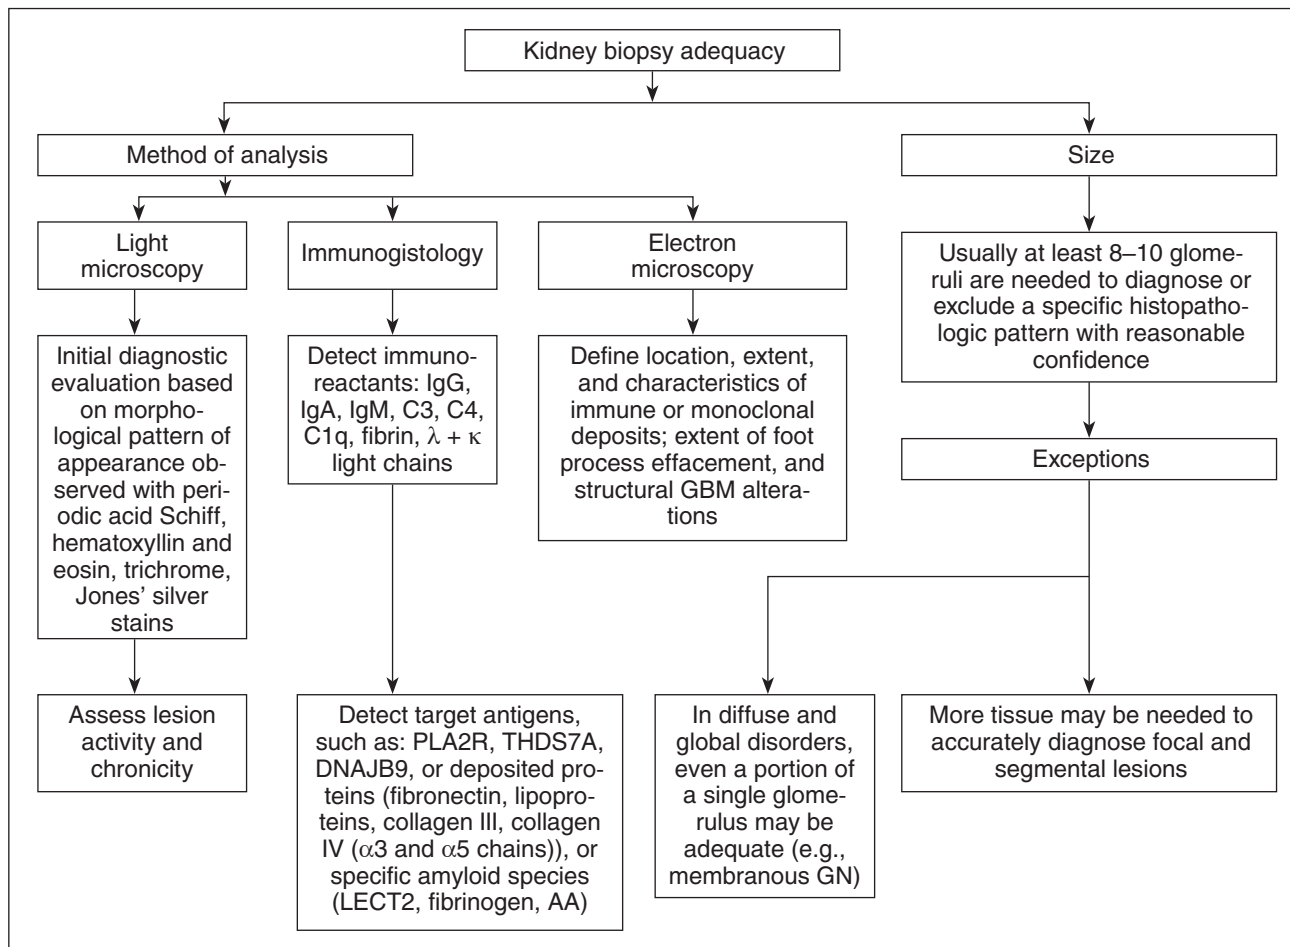 Kidney biopsy adequacy
Method of analysis
Size
Light
microscopy
Immunogistology
Electron
microscopy
Usually at least 8–10 glome-
ruli are needed to diagnose or
exclude a specific histopatho-
logic pattern with reasonable
confidence
Initial diagnostic
evaluation based
on morpho-
logical pattern of
appearance ob-
served with peri-
odic acid Schiff,
hematoxyllin and
eosin, trichrome,
Jones’ silver
stains
Detect immuno-
reactants: IgG,
IgA, IgM, C3, C4,
C1q, fibrin, λ + κ
light chains
Define location, extent,
and characteristics of
immune or monoclonal
deposits; extent of foot
process effacement, and
structural GBM altera-
tions
Exceptions
Assess lesion
activity and
chronicity
Detect target antigens,
such as: PLA2R, THDS7A,
DNAJB9, or deposited pro-
teins (fibronectin, lipopro-
teins, collagen III, collagen
IV (α3 and α5 chains)), or
specific amyloid species
(LECT2, fibrinogen, AA)
In diffuse and
global disorders,
even a portion of
a single glome-
rulus may be
adequate (e.g.,
membranous GN)
More tissue may be needed to
accurately diagnose focal and
segmental lesions